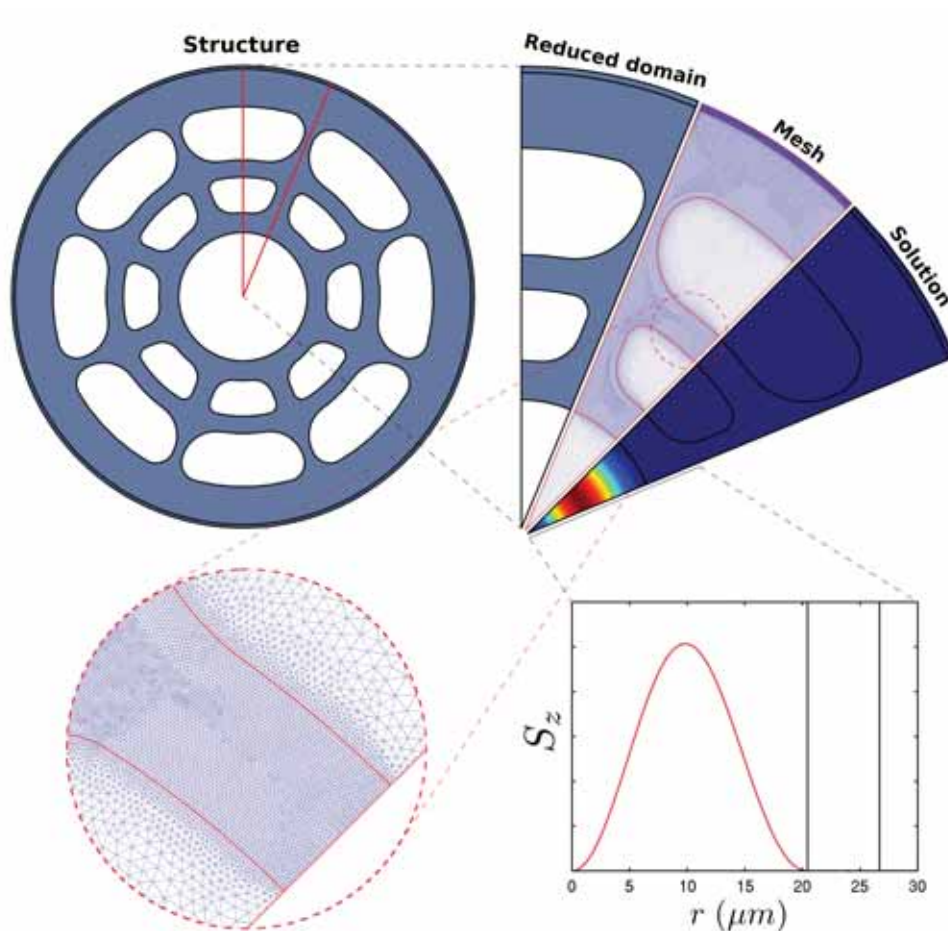 Structure
Reduced domain
Mesh
Solution
S_z
0 5 10 15 20 25 30
r (μm)